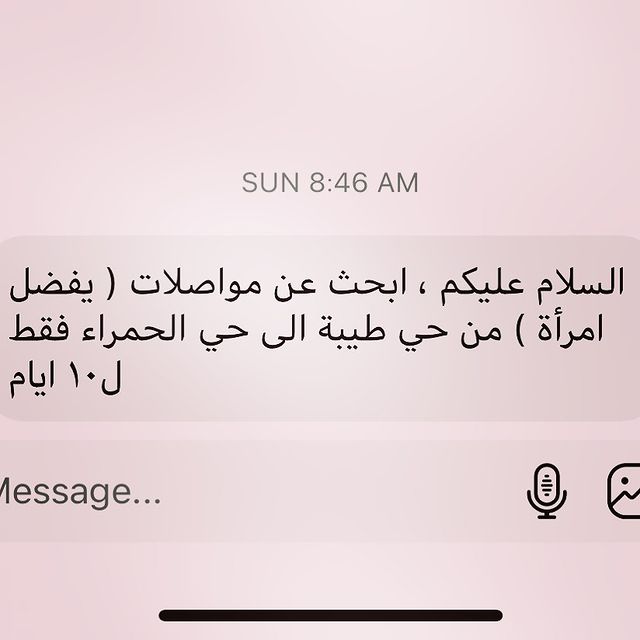 SUN 8:46 AM
السلام عليكم ، ابحث عن مواصلات ( يفضل
امرأة ) من حي طيبة الى حي الحمراء فقط
ل١٠ ايام
Message...